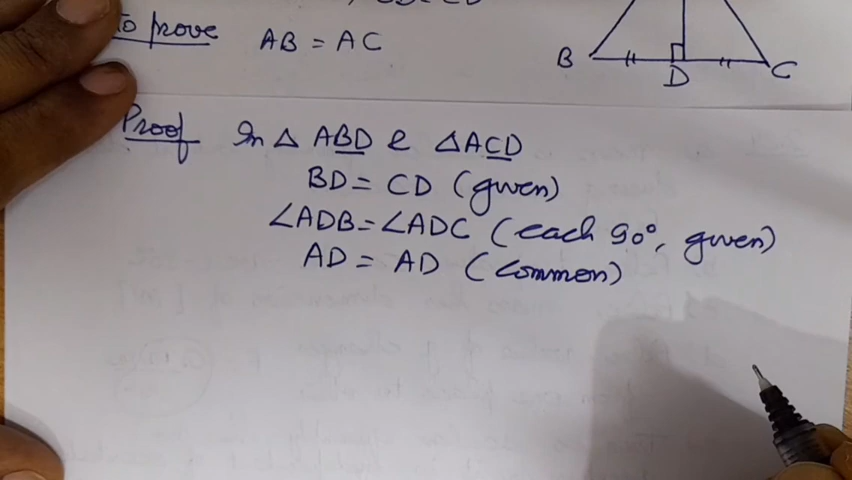 To prove AB = AC
B D C
Proof In △ ABD & △ACD
BD = CD (given)
∠ADB = ∠ADC (each 90°, given)
AD = AD (common)